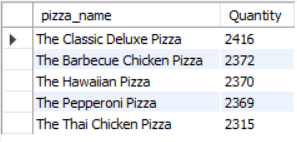 pizza_name Quantity
The Classic Deluxe Pizza 2416
The Barbecue Chicken Pizza 2372
The Hawaiian Pizza 2370
The Pepperoni Pizza 2369
The Thai Chicken Pizza 2315